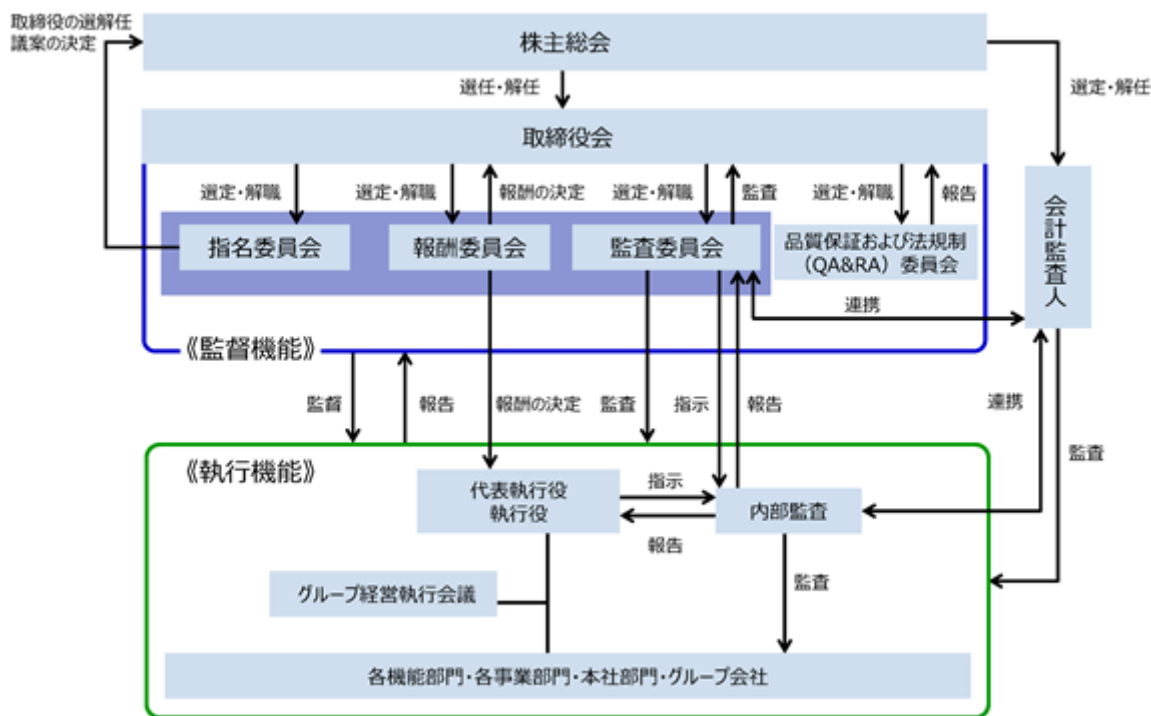 取締役の選解任
議案の決定
株主総会
選任・解任
選定・解任
取締役会
選定・解職
選定・解職
報酬の決定
選定・解職
監査
選定・解職
報告
指名委員会
報酬委員会
監査委員会
品質保証および法規制
（QA&RA）委員会
会計監査人
連携
《監督機能》
監督
報告
報酬の決定
監査
指示
報告
連携
監査
《執行機能》
代表執行役
執行役
指示
内部監査
報告
監査
グループ経営執行会議
各機能部門・各事業部門・本社部門・グループ会社